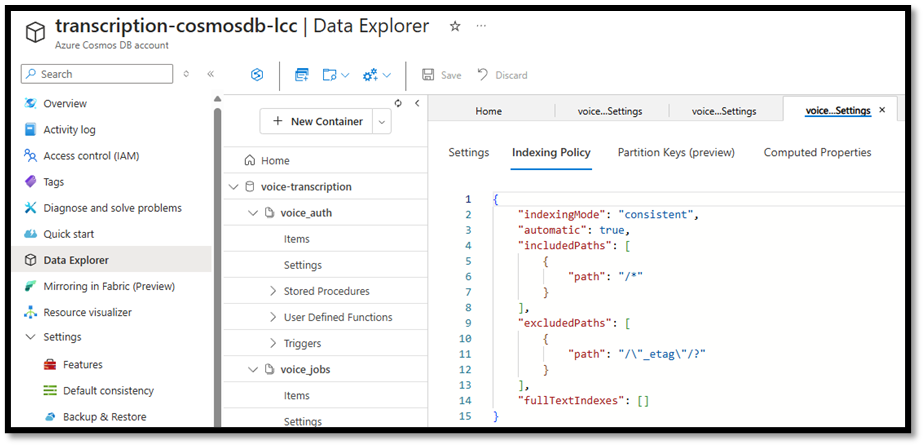 transcription-cosmosdb-lcc | Data Explorer ☆ ...
Azure Cosmos DB account
Search
Overview
Activity log
Access control (IAM)
Tags
Diagnose and solve problems
Quick start
Data Explorer
Mirroring in Fabric (Preview)
Resource visualizer
Settings
Features
Default consistency
Backup & Restore
Save Discard
+ New Container
Home
voice-transcription
voice_auth
Items
Settings
Stored Procedures
User Defined Functions
Triggers
voice_jobs
Items
Settings
Home voice...Settings voice...Settings voice...Settings ×
Settings Indexing Policy Partition Keys (preview) Computed Properties
1 {
2 "indexingMode": "consistent",
3 "automatic": true,
4 "includedPaths": [
5 {
6 "path": "/*"
7 }
8 ],
9 "excludedPaths": [
10 {
11 "path": "/\"_etag\"/?"
12 }
13 ],
14 "fullTextIndexes": []
15 }